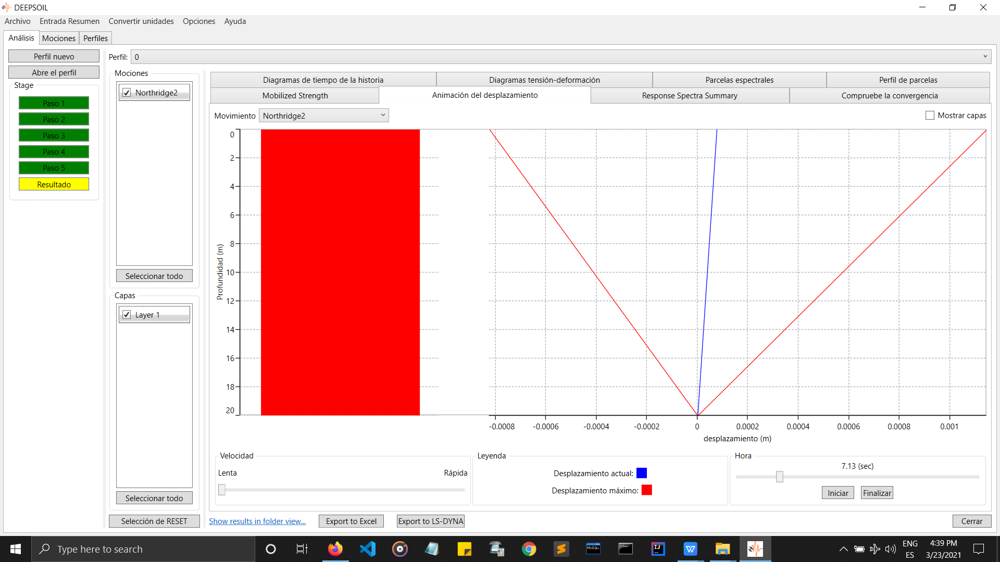 DEEPSOIL
Archivo Entrada Resumen Convertir unidades Opciones Ayuda
Análisis Mociones Perfiles
Perfil nuevo
Abre el perfil
Stage
Paso 1
Paso 2
Paso 3
Paso 4
Paso 5
Resultado
Perfil: 0
Mociones
Northridge2
Seleccionar todo
Capas
Layer 1
Seleccionar todo
Selección de RESET
Diagramas de tiempo de la historia Diagramas tensión-deformación Parcelas espectrales Perfil de parcelas
Mobilized Strength Animación del desplazamiento Response Spectra Summary Compruebe la convergencia
Movimiento Northridge2 Mostrar capas
Profundidad (m)
0
2
4
6
8
10
12
14
16
18
20
-0.0008 -0.0006 -0.0004 -0.0002 0 0.0002 0.0004 0.0006 0.0008 0.001
desplazamiento (m)
Velocidad
Lenta Rápida
Leyenda
Desplazamiento actual:
Desplazamiento máximo:
Hora
7.13 (sec)
Iniciar Finalizar
Show results in folder view... Export to Excel Export to LS-DYNA Cerrar
Type here to search
MySQL
IJ
W
ENG
ES
4:39 PM
3/23/2021